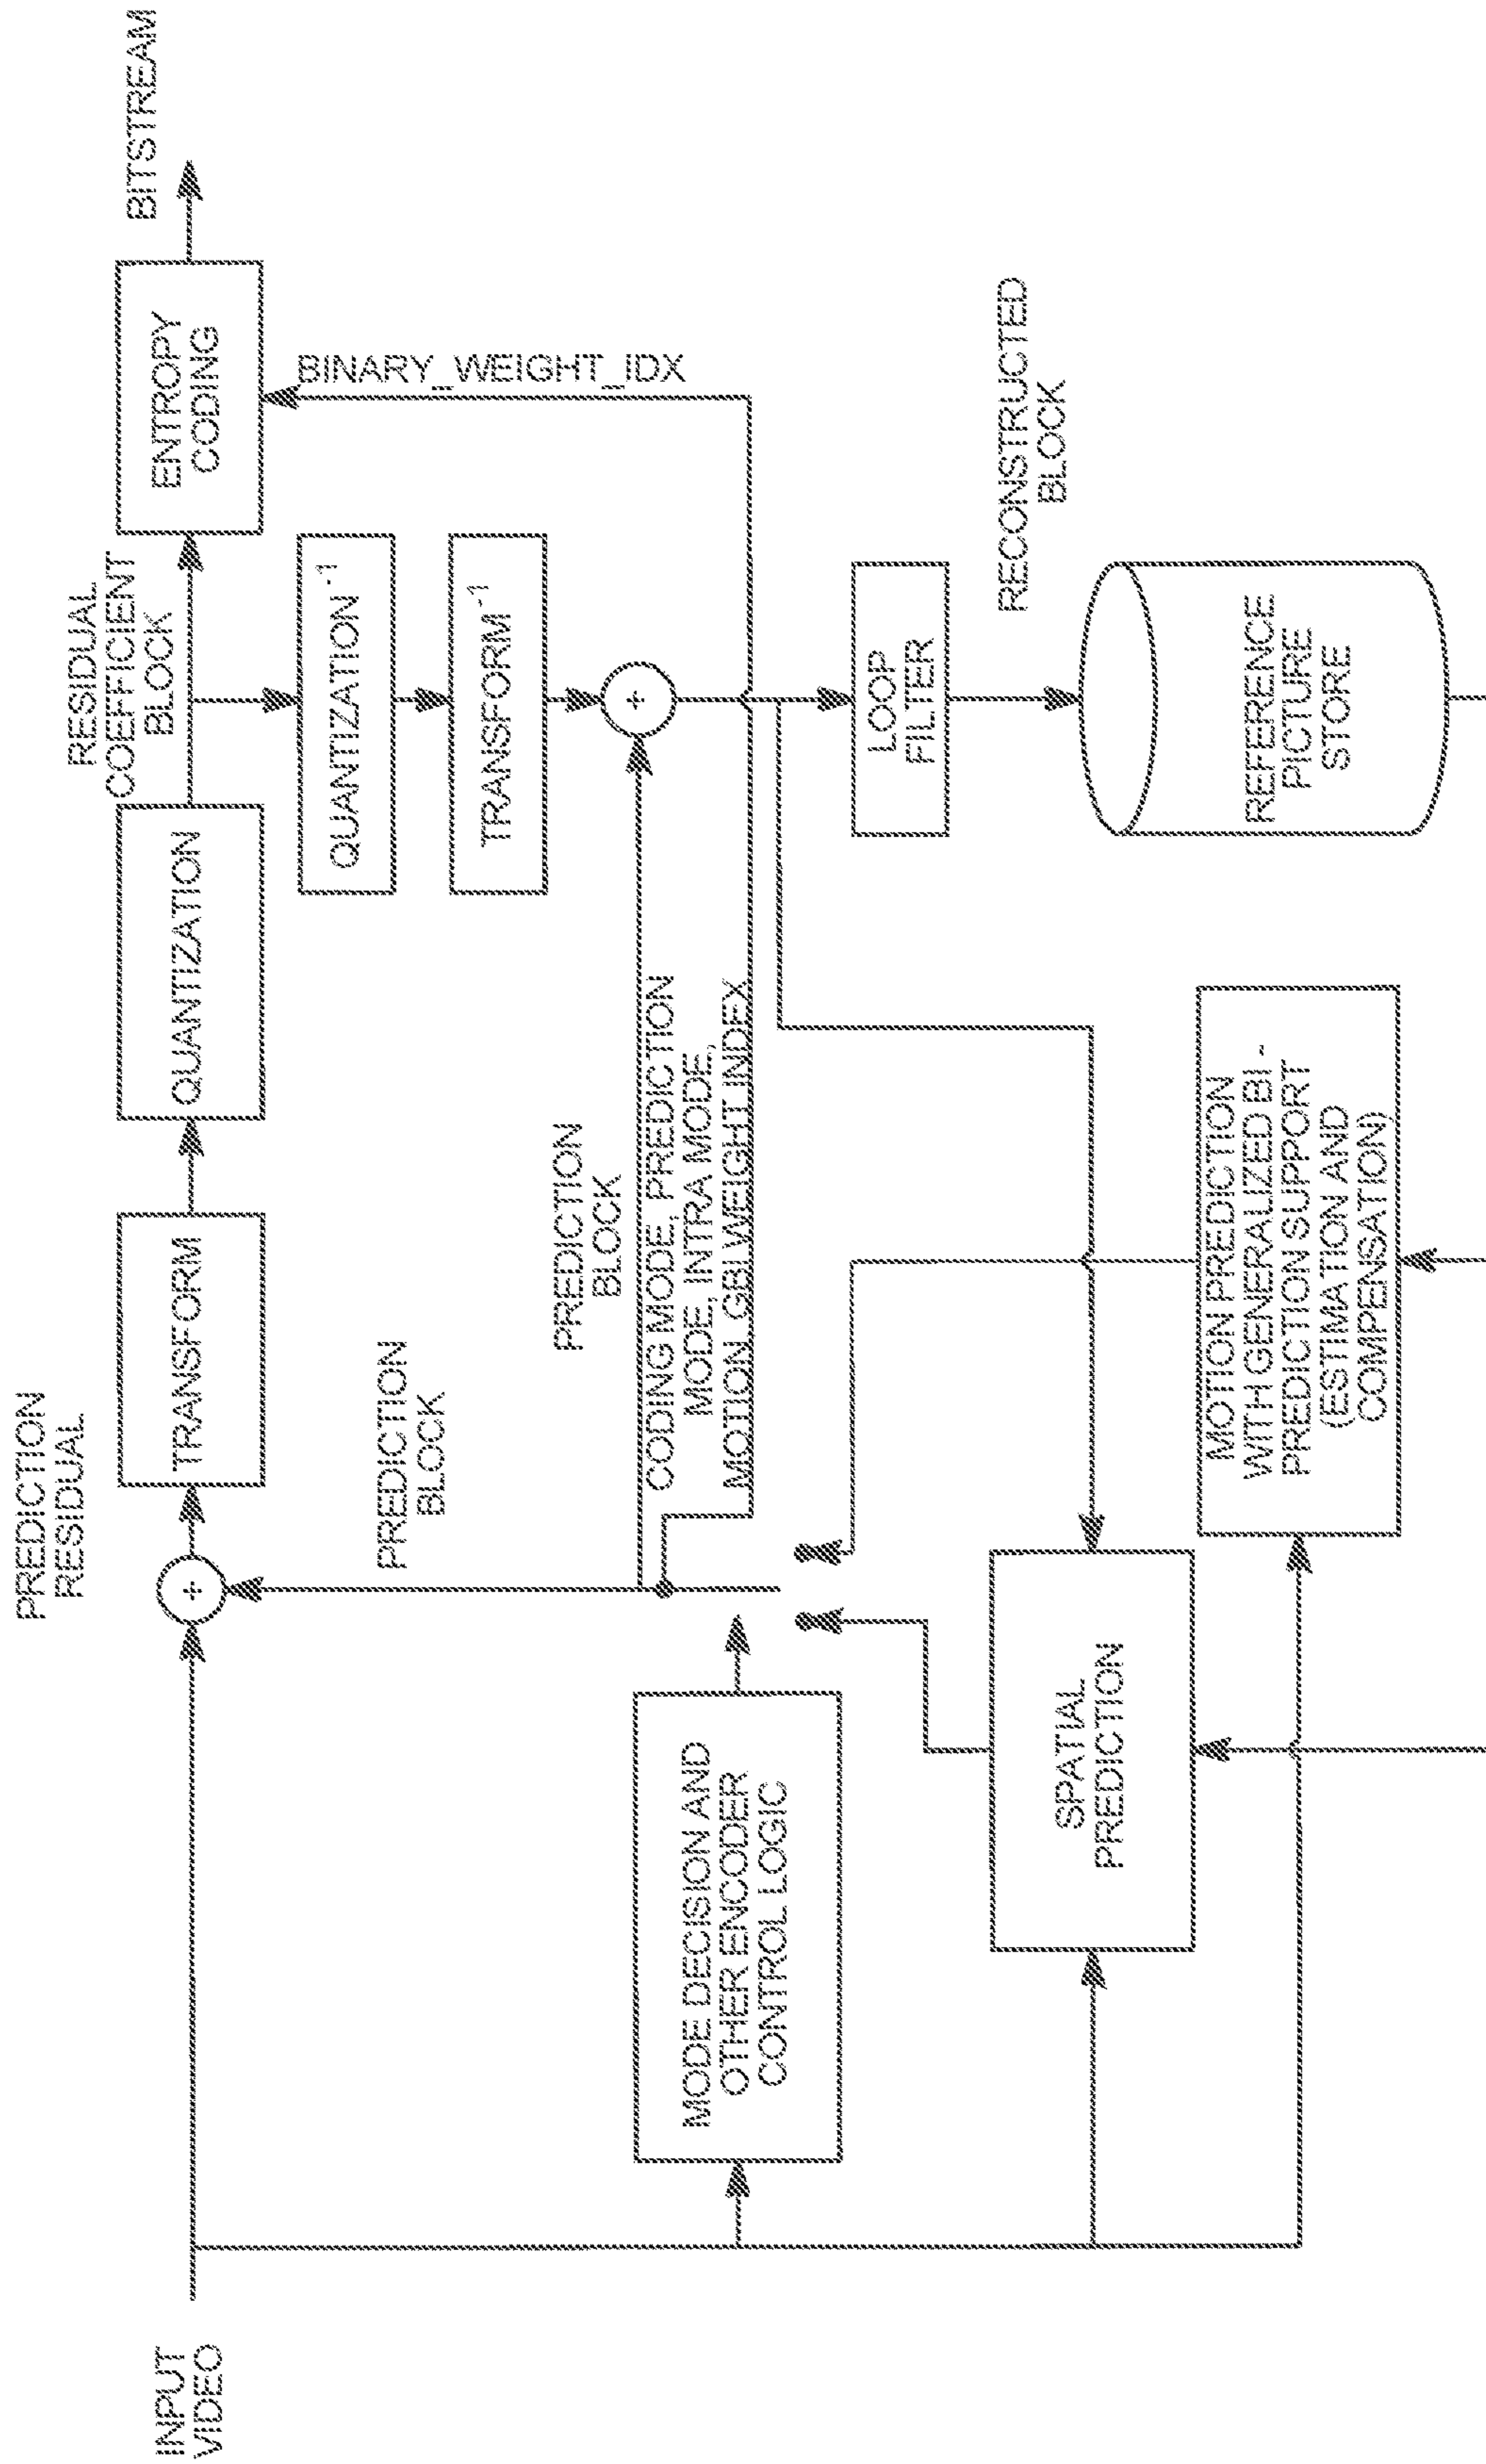 INPUT
VIDEO
PREDICTION
RESIDUAL
+
TRANSFORM
QUANTIZATION
RESIDUAL
COEFFICIENT
BLOCK
ENTROPY
CODING
BITSTREAM
PREDICTION
BLOCK
QUANTIZATION-1
TRANSFORM-1
BINARY_WEIGHT_IDX
PREDICTION
BLOCK
+
CODING MODE, PREDICTION
MODE, INTRA MODE,
MOTION, GBI WEIGHT INDEX
MODE DECISION AND
OTHER ENCODER
CONTROL LOGIC
LOOP
FILTER
RECONSTRUCTED
BLOCK
SPATIAL
PREDICTION
MOTION PREDICTION
WITH GENERALIZED BI -
PREDICTION SUPPORT
(ESTIMATION AND
COMPENSATION)
REFERENCE
PICTURE
STORE